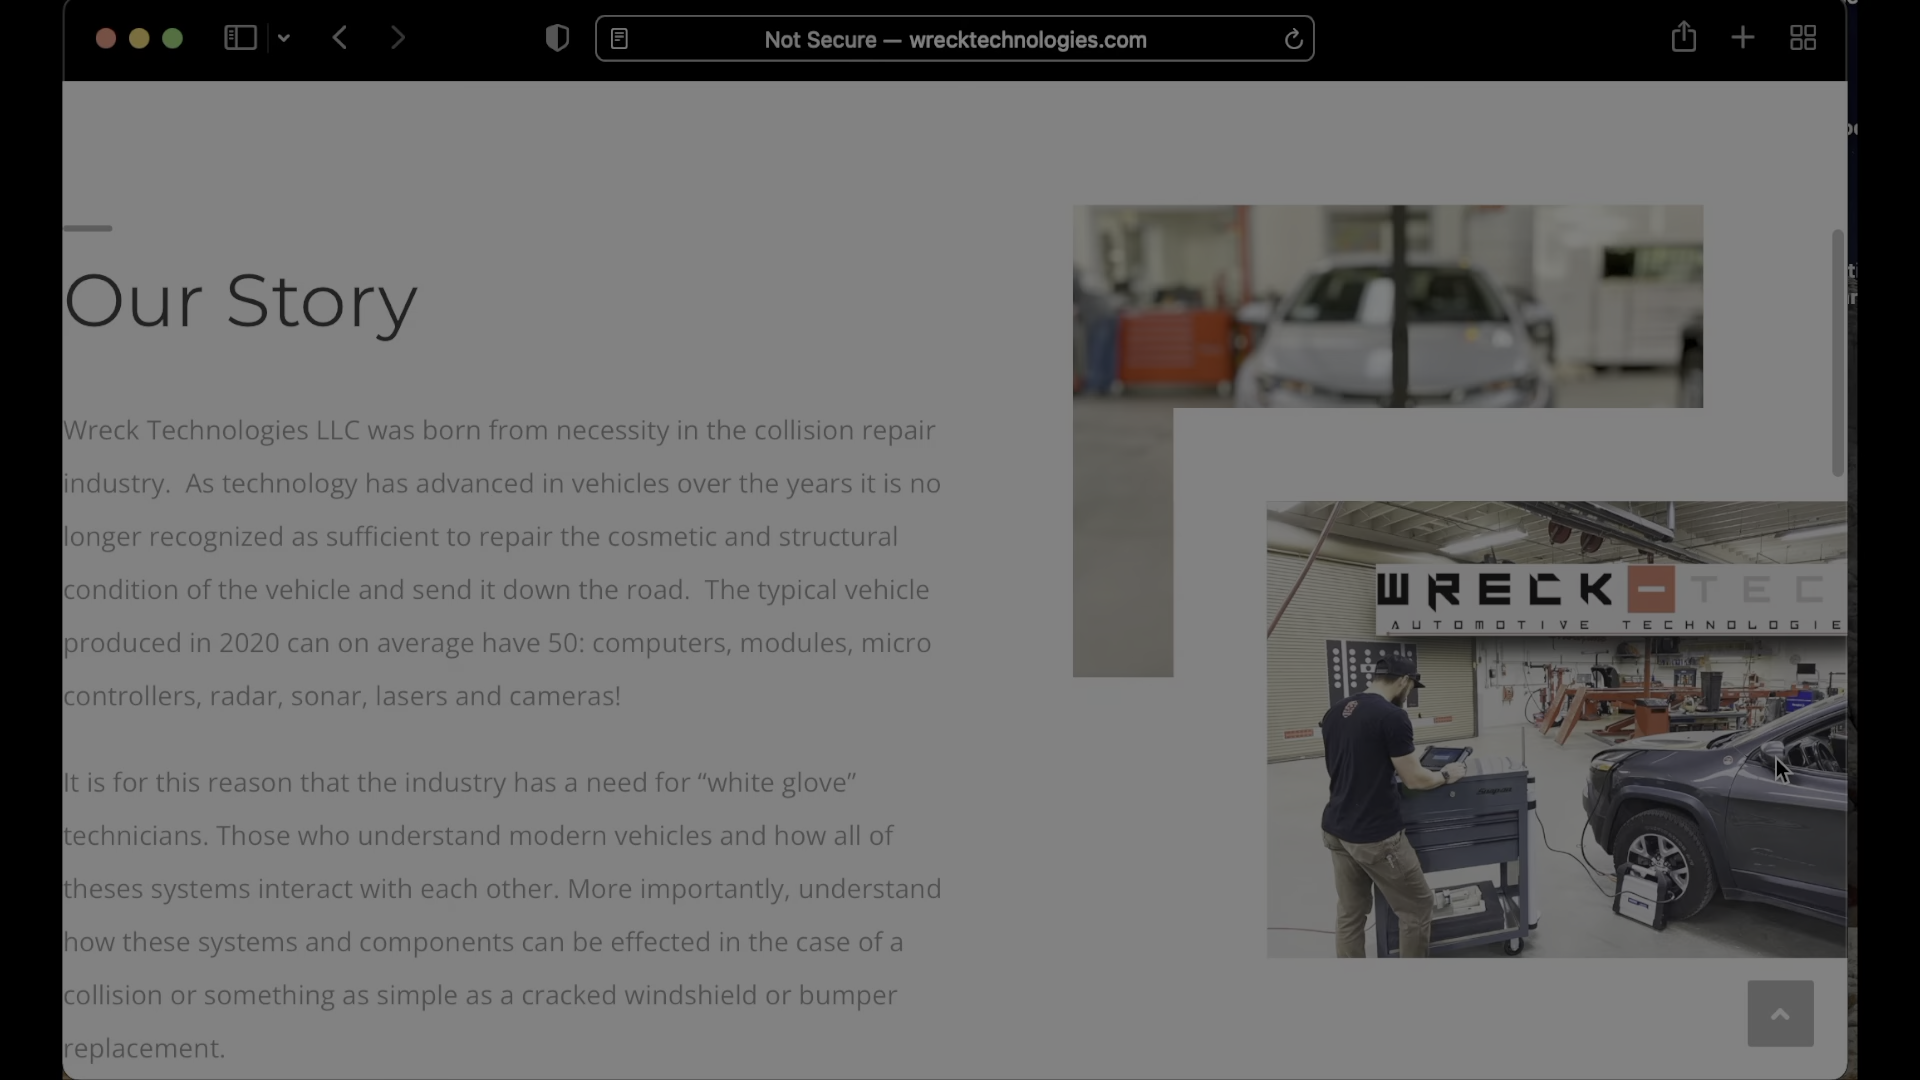 Not Secure — wrecktechnologies.com
Our Story
Wreck Technologies LLC was born from necessity in the collision repair
industry.  As technology has advanced in vehicles over the years it is no
longer recognized as sufficient to repair the cosmetic and structural
condition of the vehicle and send it down the road.  The typical vehicle
produced in 2020 can on average have 50: computers, modules, micro
controllers, radar, sonar, lasers and cameras!
It is for this reason that the industry has a need for “white glove”
technicians. Those who understand modern vehicles and how all of
theses systems interact with each other. More importantly, understand
how these systems and components can be effected in the case of a
collision or something as simple as a cracked windshield or bumper
replacement.
WRECK-TEC
AUTOMOTIVE TECHNOLOGIE